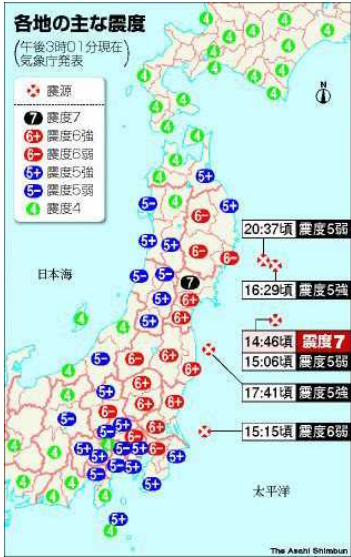 各地の主な震度
(午後3時01分現在 気象庁発表)
震源
7 震度7
6+ 震度6強
6- 震度6弱
5+ 震度5強
5- 震度5弱
4 震度4
N
日本海
太平洋
20:37頃 震度5弱
16:29頃 震度5強
14:46頃 震度7
15:06頃 震度5弱
17:41頃 震度5強
15:15頃 震度6弱
The Asahi Shimbun